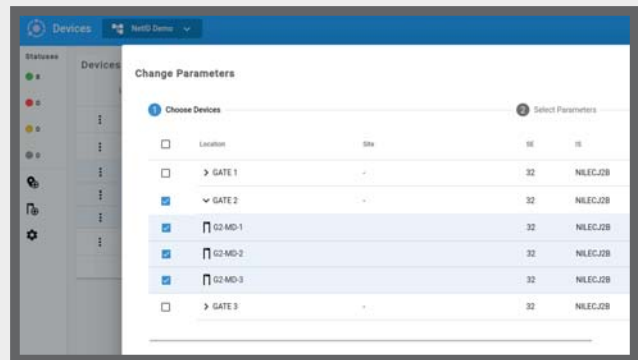 Devices NetID Demo
Statuses
Devices
Change Parameters
1 Choose Devices 2 Select Parameters
Location Site SE IS
> GATE 1 - 32 NILECJ2B
GATE 2 - 32 NILECJ2B
G2-MD-1 32 NILECJ2B
G2-MD-2 32 NILECJ2B
G2-MD-3 32 NILECJ2B
> GATE 3 - 32 NILECJ2B